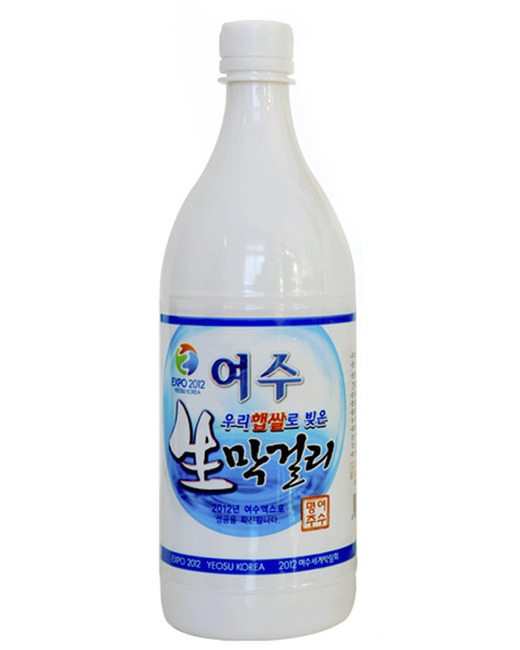 EXPO 2012
YEOSU KOREA
여수
우리햅쌀로 빚은
生막걸리
2012년 여수엑스포
성공을 확신합니다.
여수
명주
EXPO 2012 YEOSU KOREA 2012여수세계박람회